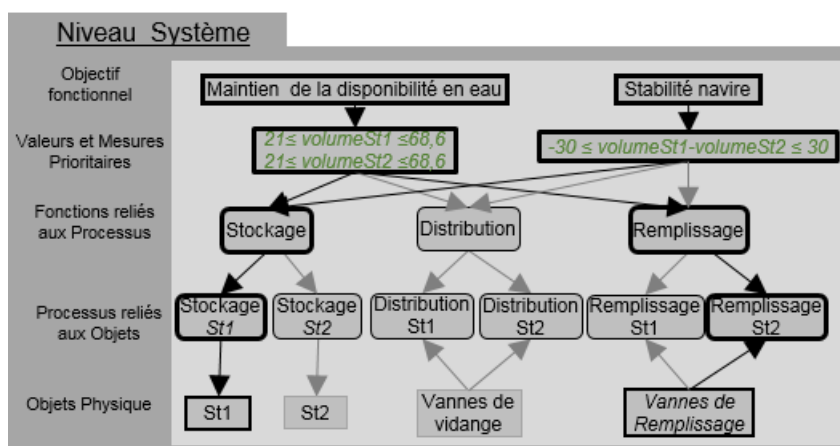 Niveau Système
Objectif
fonctionnel
Maintien de la disponibilité en eau
Stabilité navire
Valeurs et Mesures
Prioritaires
21≤ volumeSt1 ≤68,6
21≤ volumeSt2 ≤68,6
-30 ≤ volumeSt1-volumeSt2 ≤ 30
Fonctions reliés
aux Processus
Stockage
Distribution
Remplissage
Processus reliés
aux Objets
Stockage
St1
Stockage
St2
Distribution
St1
Distribution
St2
Remplissage
St1
Remplissage
St2
Objets Physique
St1
St2
Vannes de
vidange
Vannes de
Remplissage